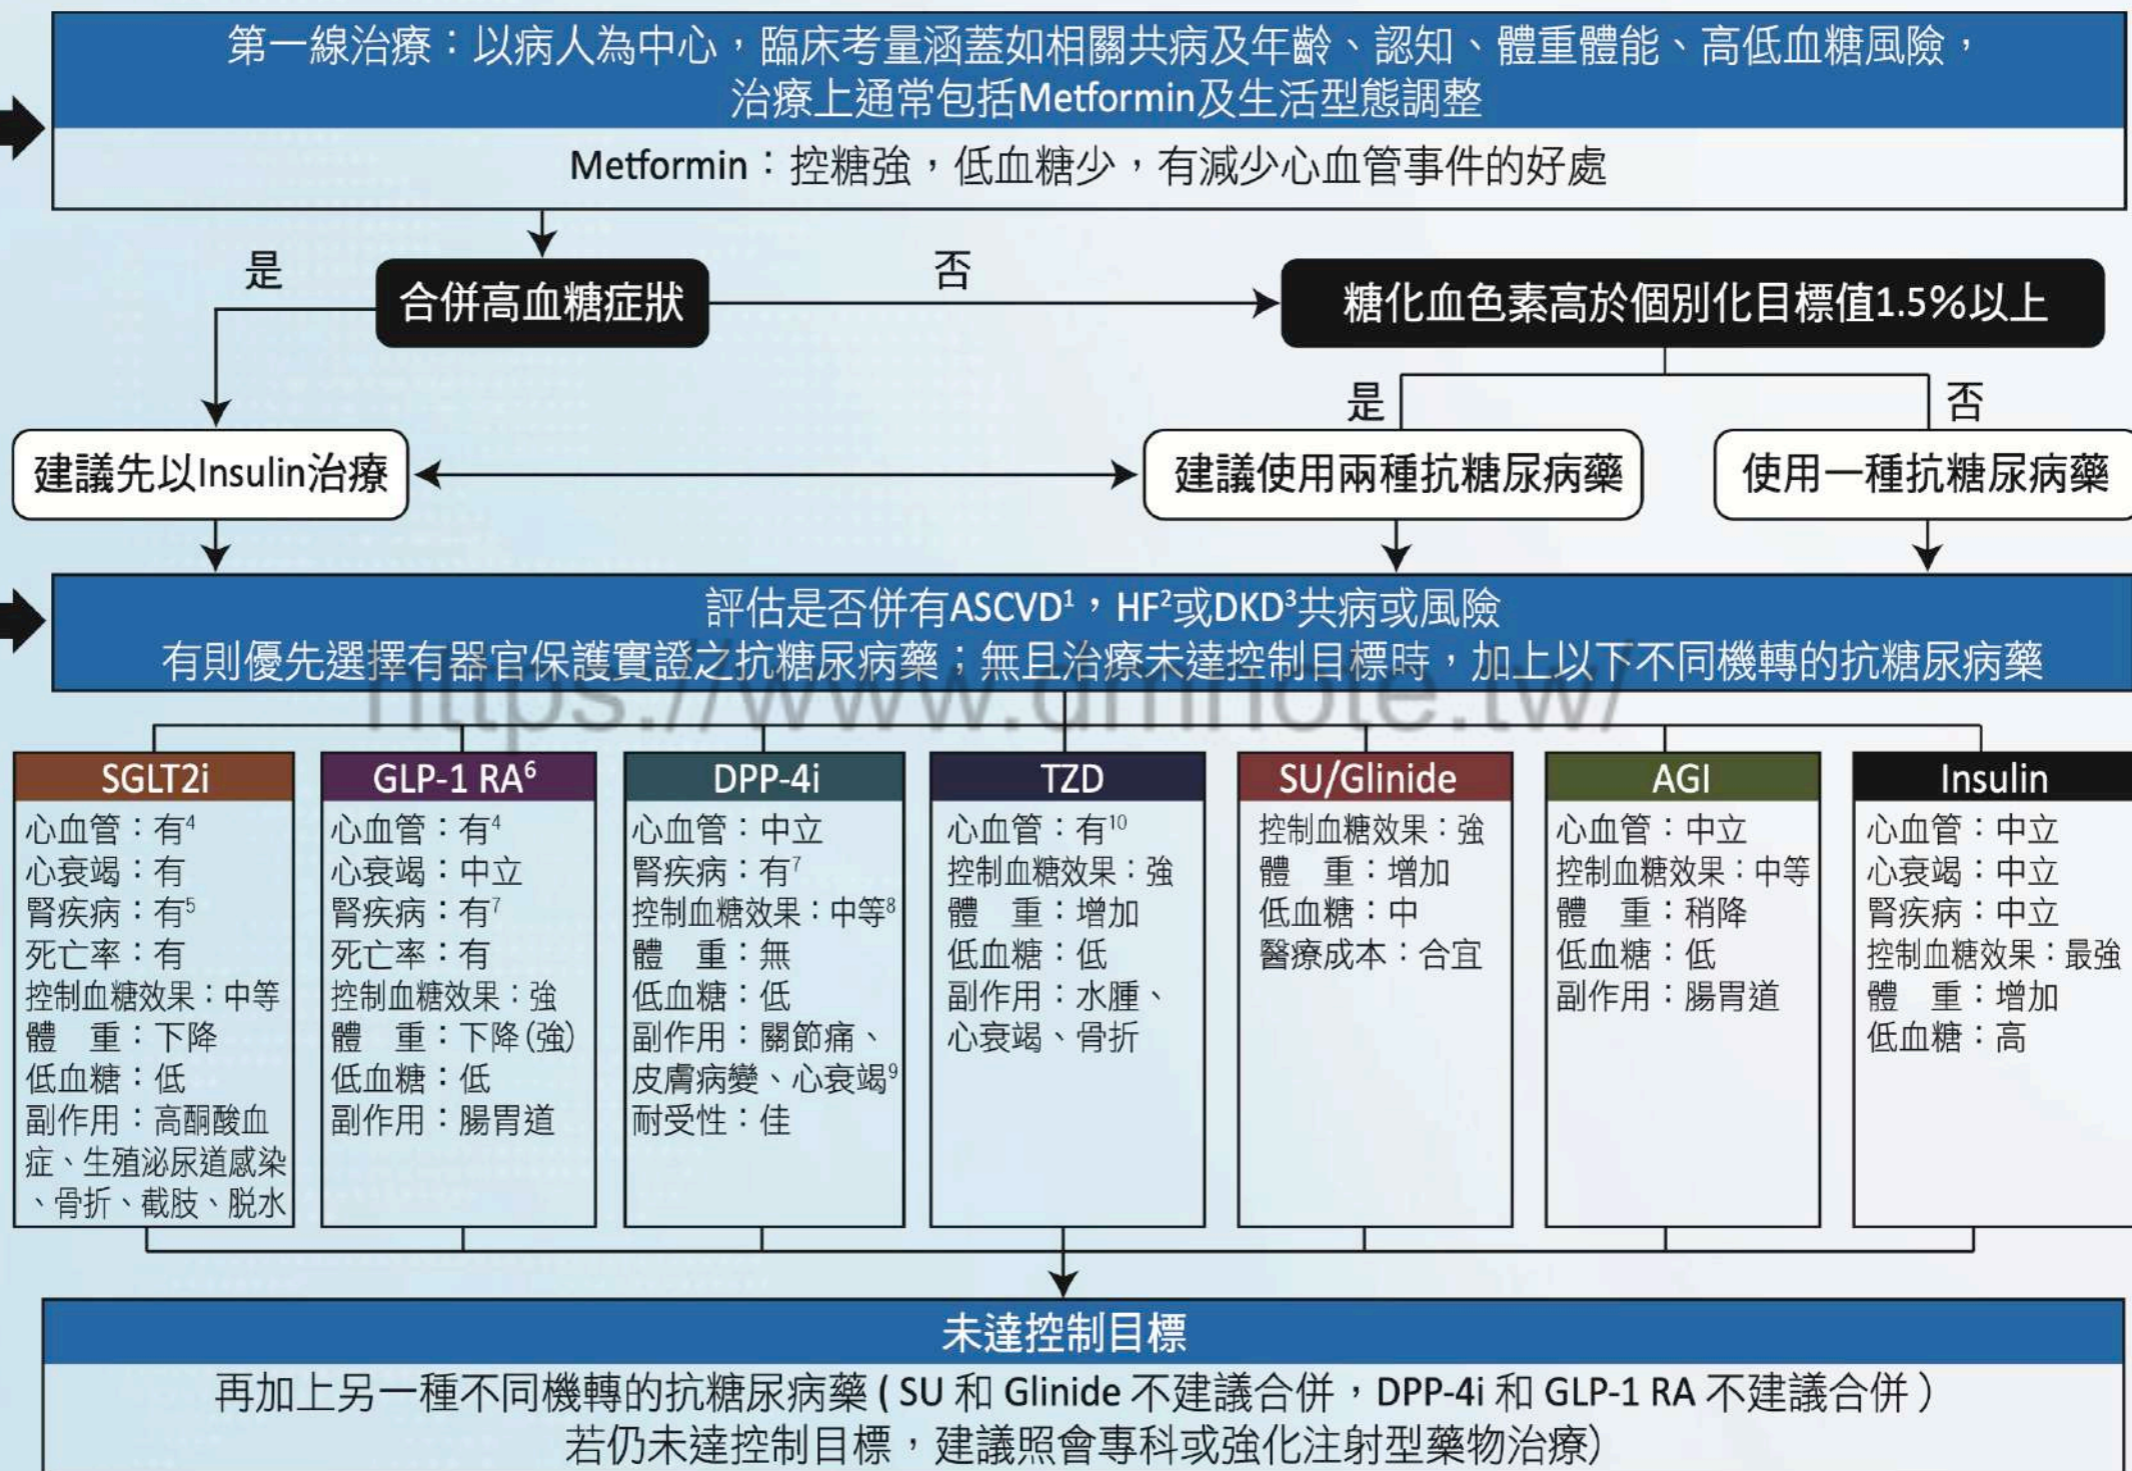 第一線治療：以病人為中心，臨床考量涵蓋如相關共病及年齡、認知、體重體能、高低血糖風險，
治療上通常包括Metformin及生活型態調整
Metformin：控糖強，低血糖少，有減少心血管事件的好處
是
合併高血糖症狀
否
糖化血色素高於個別化目標值1.5%以上
是
否
建議先以Insulin治療
建議使用兩種抗糖尿病藥
使用一種抗糖尿病藥
評估是否併有ASCVD¹，HF²或DKD³共病或風險
有則優先選擇有器官保護實證之抗糖尿病藥；無且治療未達控制目標時，加上以下不同機轉的抗糖尿病藥
https://www.dmnote.tw/
SGLT2i
心血管：有⁴
心衰竭：有
腎疾病：有⁵
死亡率：有
控制血糖效果：中等
體　重：下降
低血糖：低
副作用：高酮酸血
症、生殖泌尿道感染
、骨折、截肢、脫水
GLP-1 RA⁶
心血管：有⁴
心衰竭：中立
腎疾病：有⁷
死亡率：有
控制血糖效果：強
體　重：下降(強)
低血糖：低
副作用：腸胃道
DPP-4i
心血管：中立
腎疾病：有⁷
控制血糖效果：中等⁸
體　重：無
低血糖：低
副作用：關節痛、
皮膚病變、心衰竭⁹
耐受性：佳
TZD
心血管：有¹⁰
控制血糖效果：強
體　重：增加
低血糖：低
副作用：水腫、
心衰竭、骨折
SU/Glinide
控制血糖效果：強
體　重：增加
低血糖：中
醫療成本：合宜
AGI
心血管：中立
控制血糖效果：中等
體　重：稍降
低血糖：低
副作用：腸胃道
Insulin
心血管：中立
心衰竭：中立
腎疾病：中立
控制血糖效果：最強
體　重：增加
低血糖：高
未達控制目標
再加上另一種不同機轉的抗糖尿病藥 ( SU 和 Glinide 不建議合併，DPP-4i 和 GLP-1 RA 不建議合併 )
若仍未達控制目標，建議照會專科或強化注射型藥物治療)